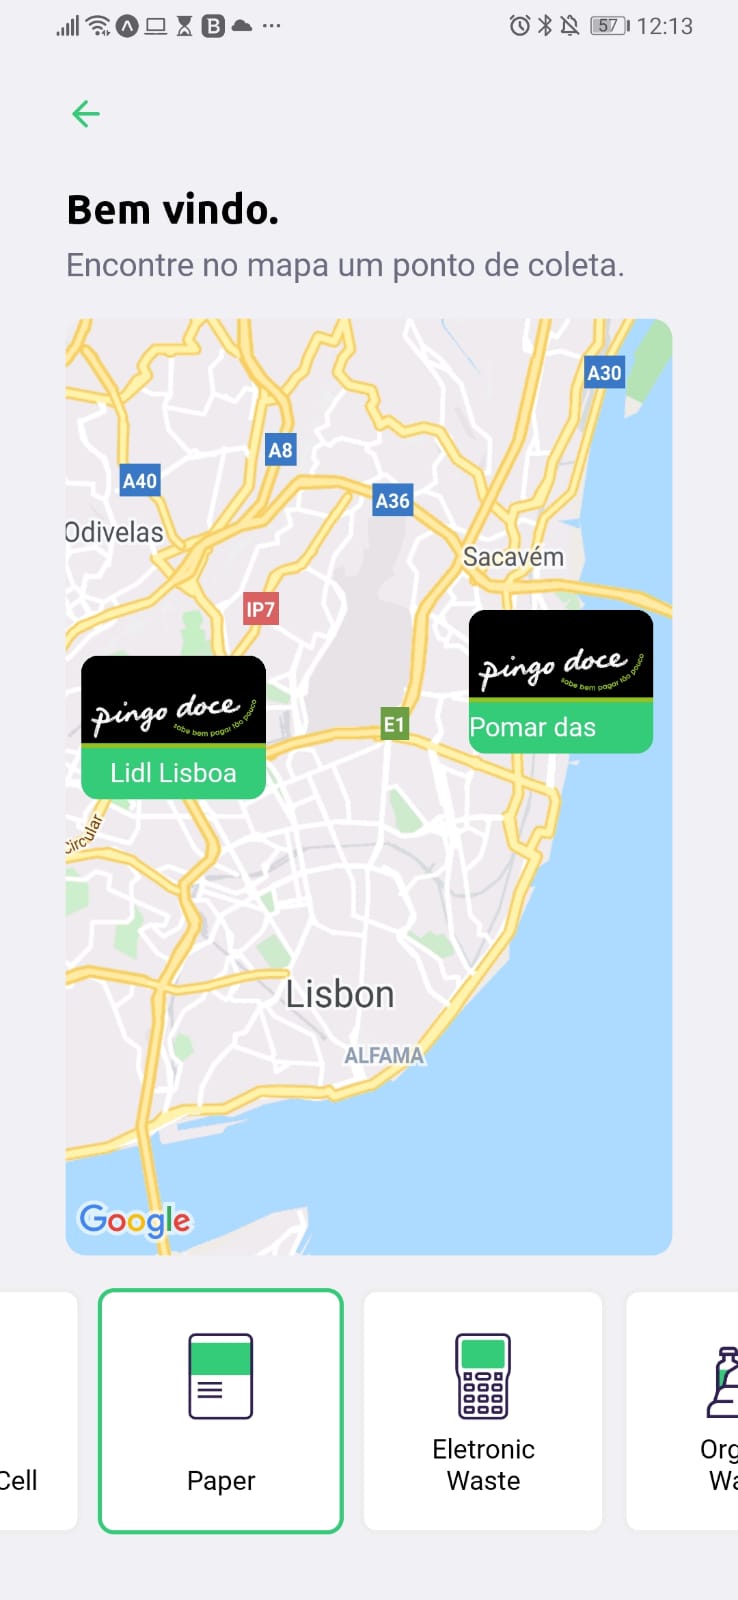 B
57
12:13
Bem vindo.
Encontre no mapa um ponto de coleta.
A30
A8
A40
A36
Odivelas
Sacavém
IP7
pingo doce
sabe bem pagar tão pouco
Pomar das
pingo doce
sabe bem pagar tão pouco
Lidl Lisboa
E1
Circular
Lisbon
ALFAMA
Google
Cell
Paper
Eletronic
Waste
Org
Wa